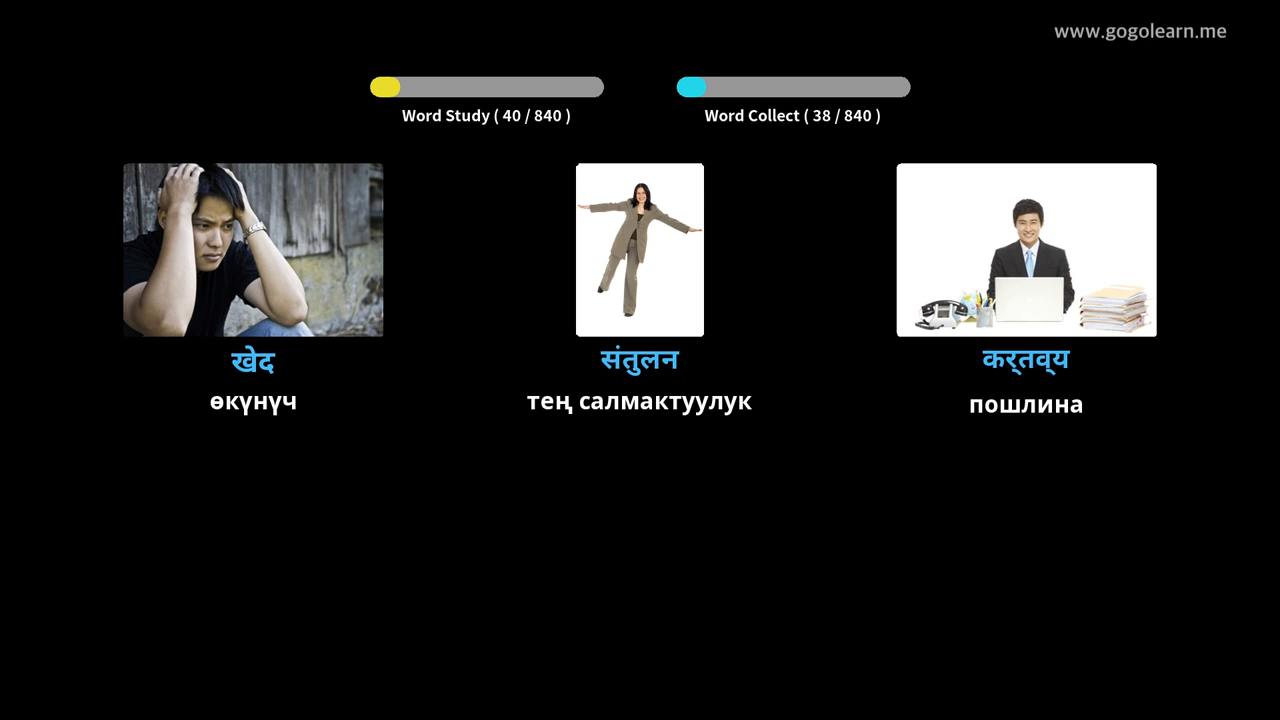 www.gogolearn.me
Word Study ( 40 / 840 )
Word Collect ( 38 / 840 )
खेद
संतुलन
कर्तव्य
өкүнүч
тең салмактуулук
пошлина